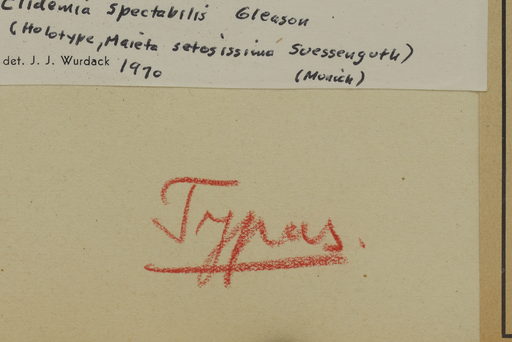 Clidemia spectabilis Gleason
(Holotype, Maieta setosissima Suessenguth)
det. J. J. Wurdack 1970 (Munich)
Typus.